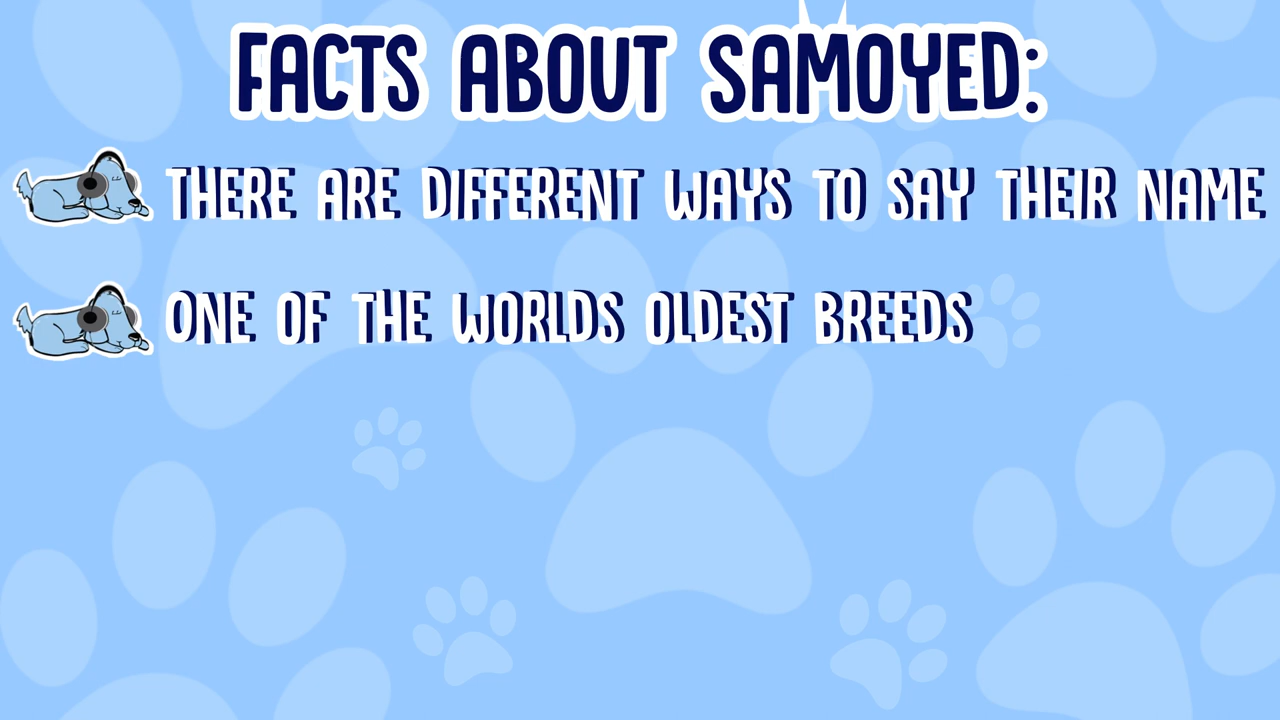 FACTS ABOUT SAMOYED:
THERE ARE DIFFERENT WAYS TO SAY THEIR NAME
ONE OF THE WORLDS OLDEST BREEDS